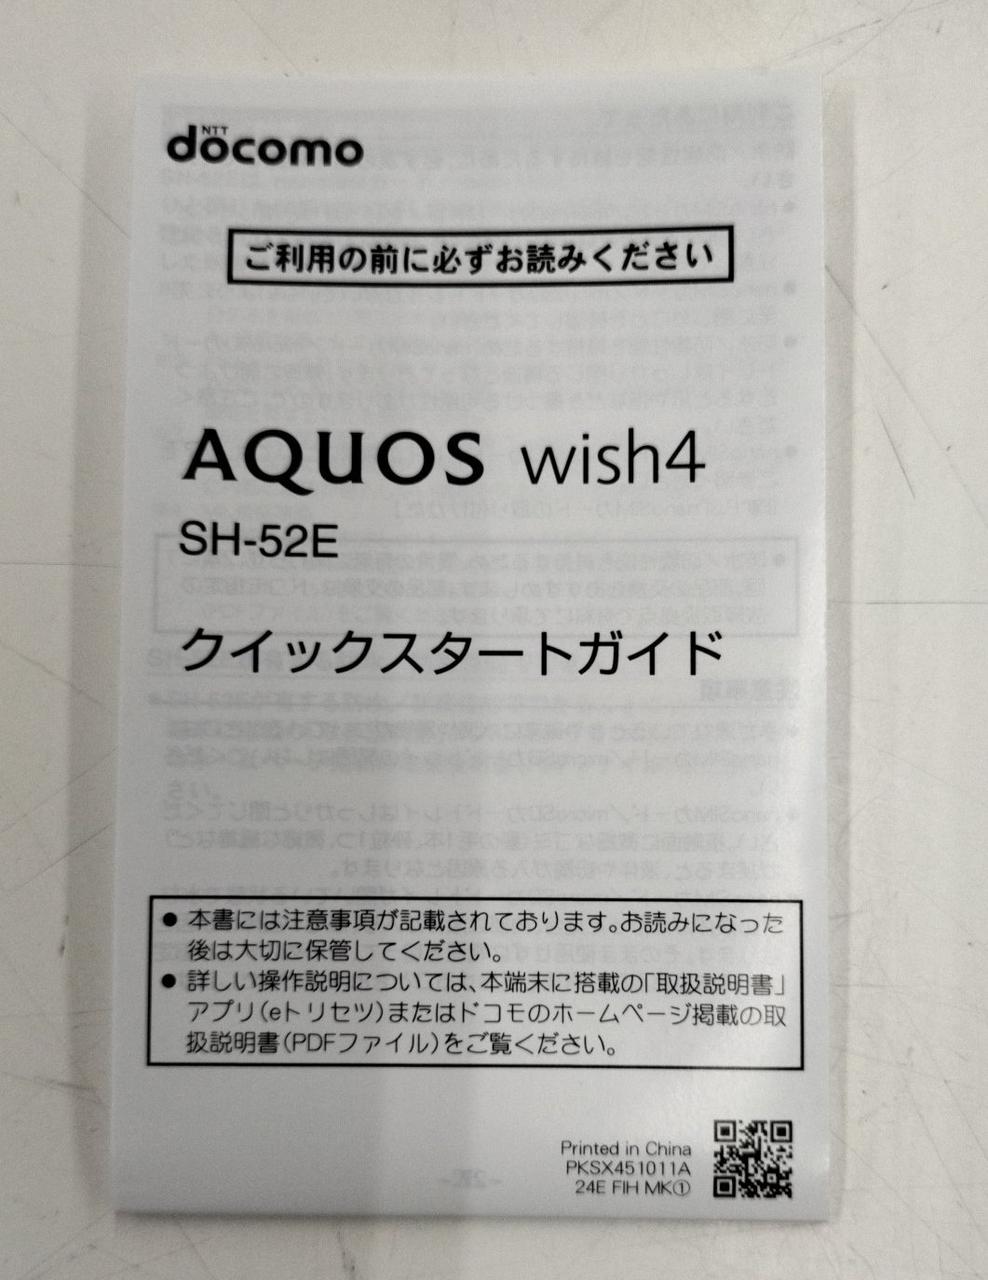 NTT
docomo
ご利用の前に必ずお読みください
AQUOS wish4
SH-52E
クイックスタートガイド
● 本書には注意事項が記載されております。お読みになった
後は大切に保管してください。
● 詳しい操作説明については、本端末に搭載の「取扱説明書」
アプリ(eトリセツ)またはドコモのホームページ掲載の取
扱説明書(PDFファイル)をご覧ください。
Printed in China
PKSX451011A
24E FIH MK①